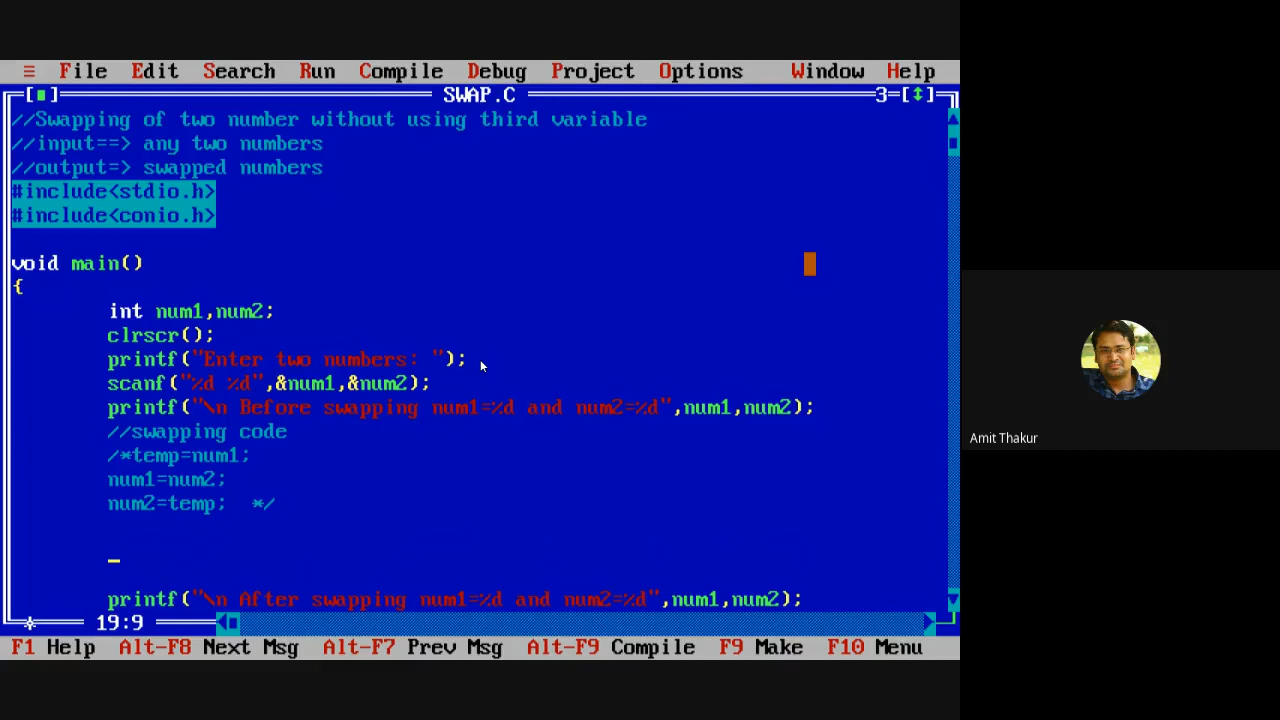 ≡ File Edit Search Run Compile Debug Project Options Window Help
[■] SWAP.C 3=[↕]
//Swapping of two number without using third variable
//input==> any two numbers
//output=> swapped numbers
#include<stdio.h>
#include<conio.h>
void main()
{
int num1,num2;
clrscr();
printf("Enter two numbers: ");
scanf("%d %d",&num1,&num2);
printf("\n Before swapping num1=%d and num2=%d",num1,num2);
//swapping code
/*temp=num1;
num1=num2;
num2=temp;  */
printf("\n After swapping num1=%d and num2=%d",num1,num2);
19:9
F1 Help Alt-F8 Next Msg Alt-F7 Prev Msg Alt-F9 Compile F9 Make F10 Menu
Amit Thakur